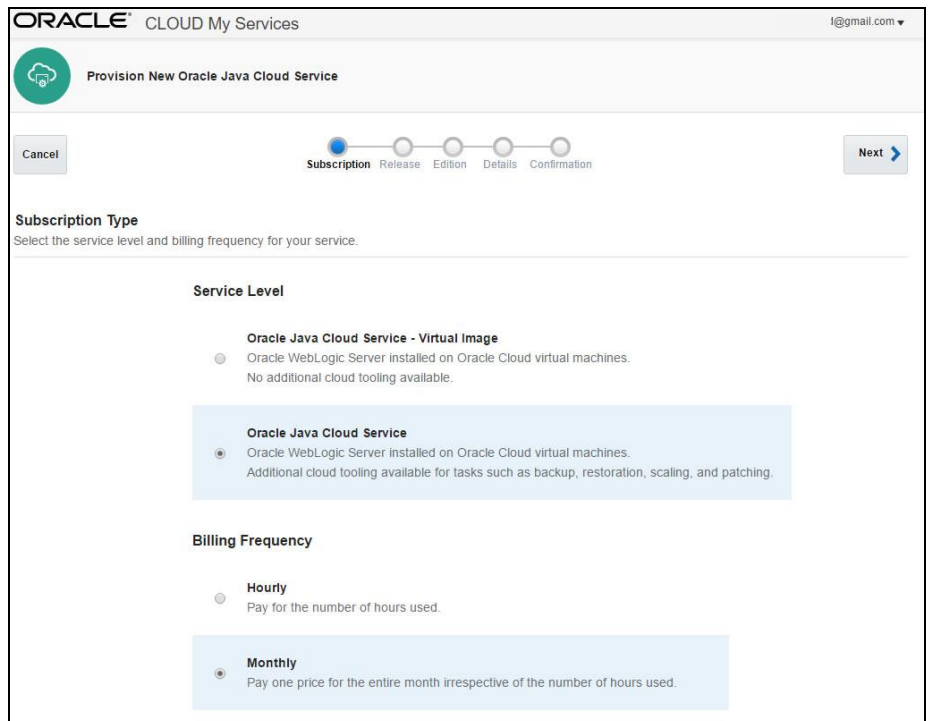 ORACLE® CLOUD My Services
l@gmail.com
Provision New Oracle Java Cloud Service
Cancel
Subscription Release Edition Details Confirmation
Next
Subscription Type
Select the service level and billing frequency for your service.
Service Level
Oracle Java Cloud Service - Virtual Image
Oracle WebLogic Server installed on Oracle Cloud virtual machines.
No additional cloud tooling available.
Oracle Java Cloud Service
Oracle WebLogic Server installed on Oracle Cloud virtual machines.
Additional cloud tooling available for tasks such as backup, restoration, scaling, and patching.
Billing Frequency
Hourly
Pay for the number of hours used.
Monthly
Pay one price for the entire month irrespective of the number of hours used.